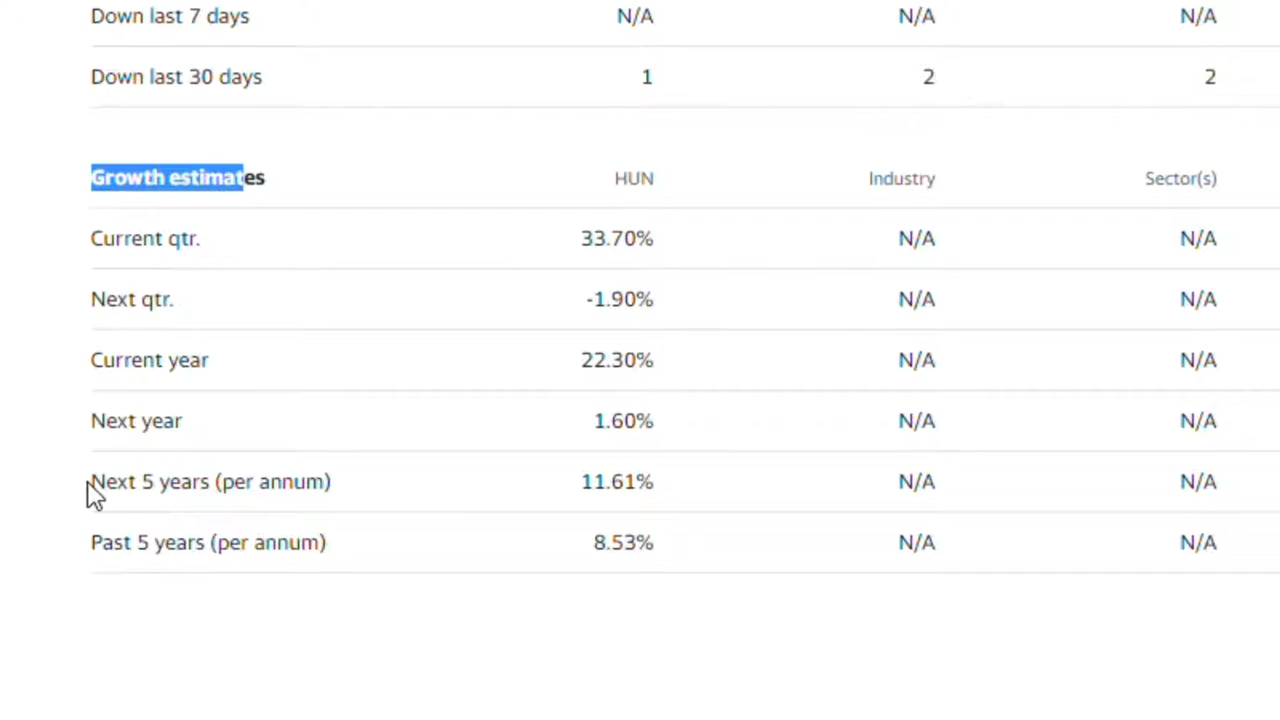 Down last 7 days N/A N/A N/A
Down last 30 days 1 2 2
Growth estimates HUN Industry Sector(s)
Current qtr. 33.70% N/A N/A
Next qtr. -1.90% N/A N/A
Current year 22.30% N/A N/A
Next year 1.60% N/A N/A
Next 5 years (per annum) 11.61% N/A N/A
Past 5 years (per annum) 8.53% N/A N/A